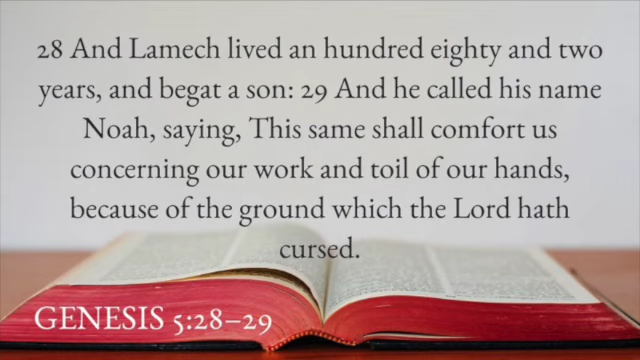 28 And Lamech lived an hundred eighty and two
years, and begat a son: 29 And he called his name
Noah, saying, This same shall comfort us
concerning our work and toil of our hands,
because of the ground which the Lord hath
cursed.
GENESIS 5:28–29